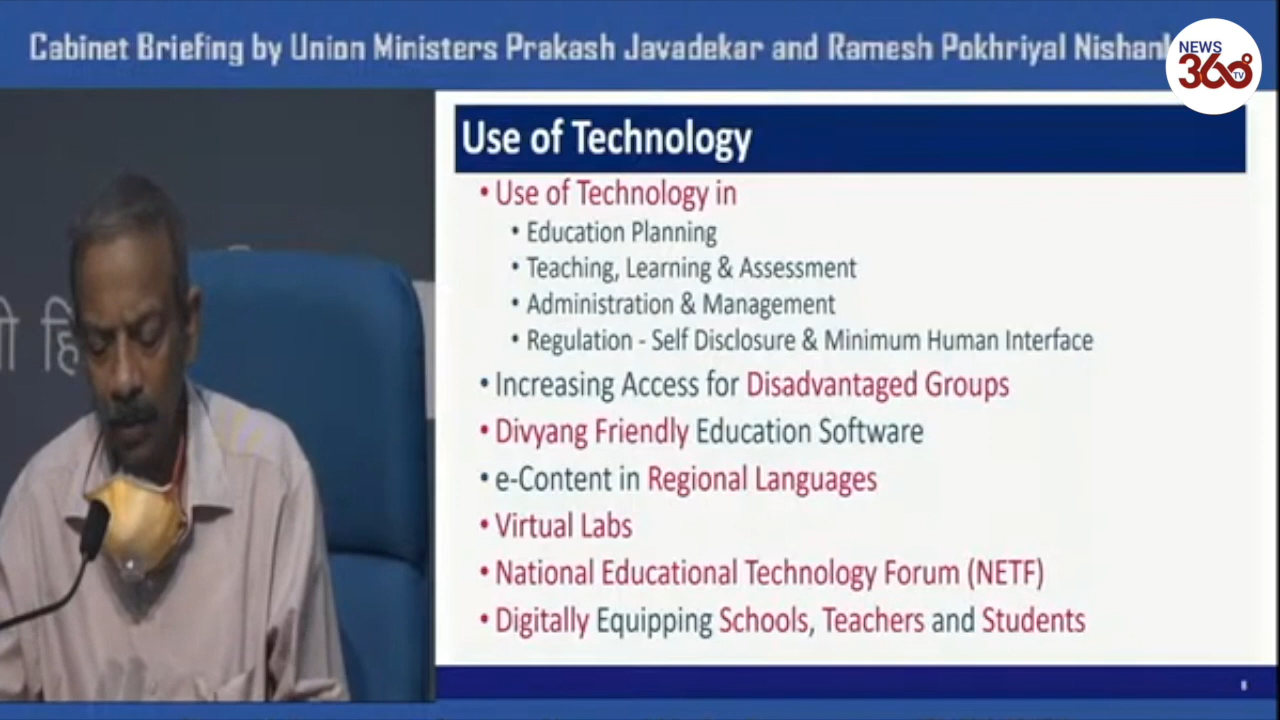 Cabinet Briefing by Union Ministers Prakash Javadekar and Ramesh Pokhriyal Nishank
NEWS
360
TV
Use of Technology
• Use of Technology in
• Education Planning
• Teaching, Learning & Assessment
• Administration & Management
• Regulation - Self Disclosure & Minimum Human Interface
• Increasing Access for Disadvantaged Groups
• Divyang Friendly Education Software
• e-Content in Regional Languages
• Virtual Labs
• National Educational Technology Forum (NETF)
• Digitally Equipping Schools, Teachers and Students